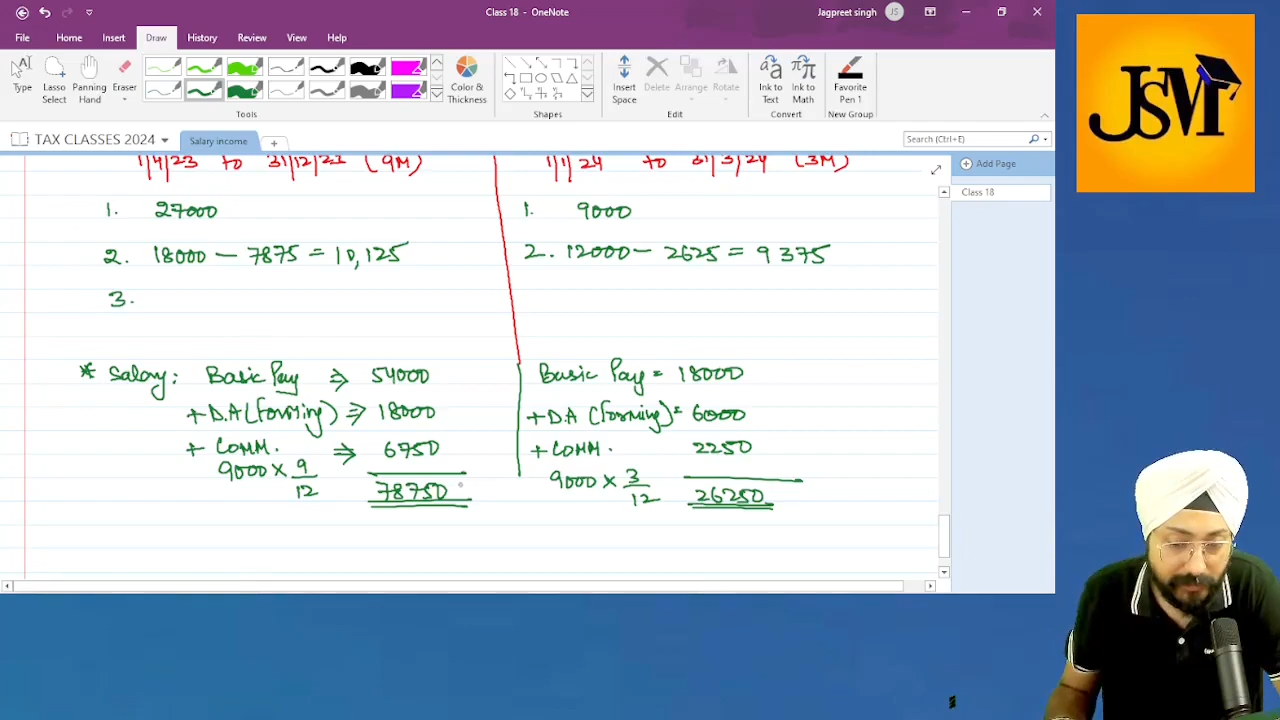 Class 18 - OneNote
Jagpreet singh JS
File Home Insert Draw History Review View Help
Type Lasso Select Panning Hand Eraser Color & Thickness Insert Space Delete Arrange Rotate Ink to Text Ink to Math Favorite Pen 1
Tools Shapes Edit Convert New Group
TAX CLASSES 2024 Salary income Search (Ctrl+E)
Add Page
Class 18
JSM
1/4/23 to 31/12/23 (9M)
1. 27000
2. 18000 - 7875 = 10,125
3.
1/1/24 to 31/3/24 (3M)
1. 9000
2. 12000 - 2625 = 9375
* Salary: Basic Pay ⇒ 54000
+ D.A (Forming) ⇒ 18000
+ COMM. ⇒ 6750
9000 × 9/12
78750
Basic Pay = 18000
+ D.A (Forming) = 6000
+ COMM. 2250
9000 × 3/12
26250